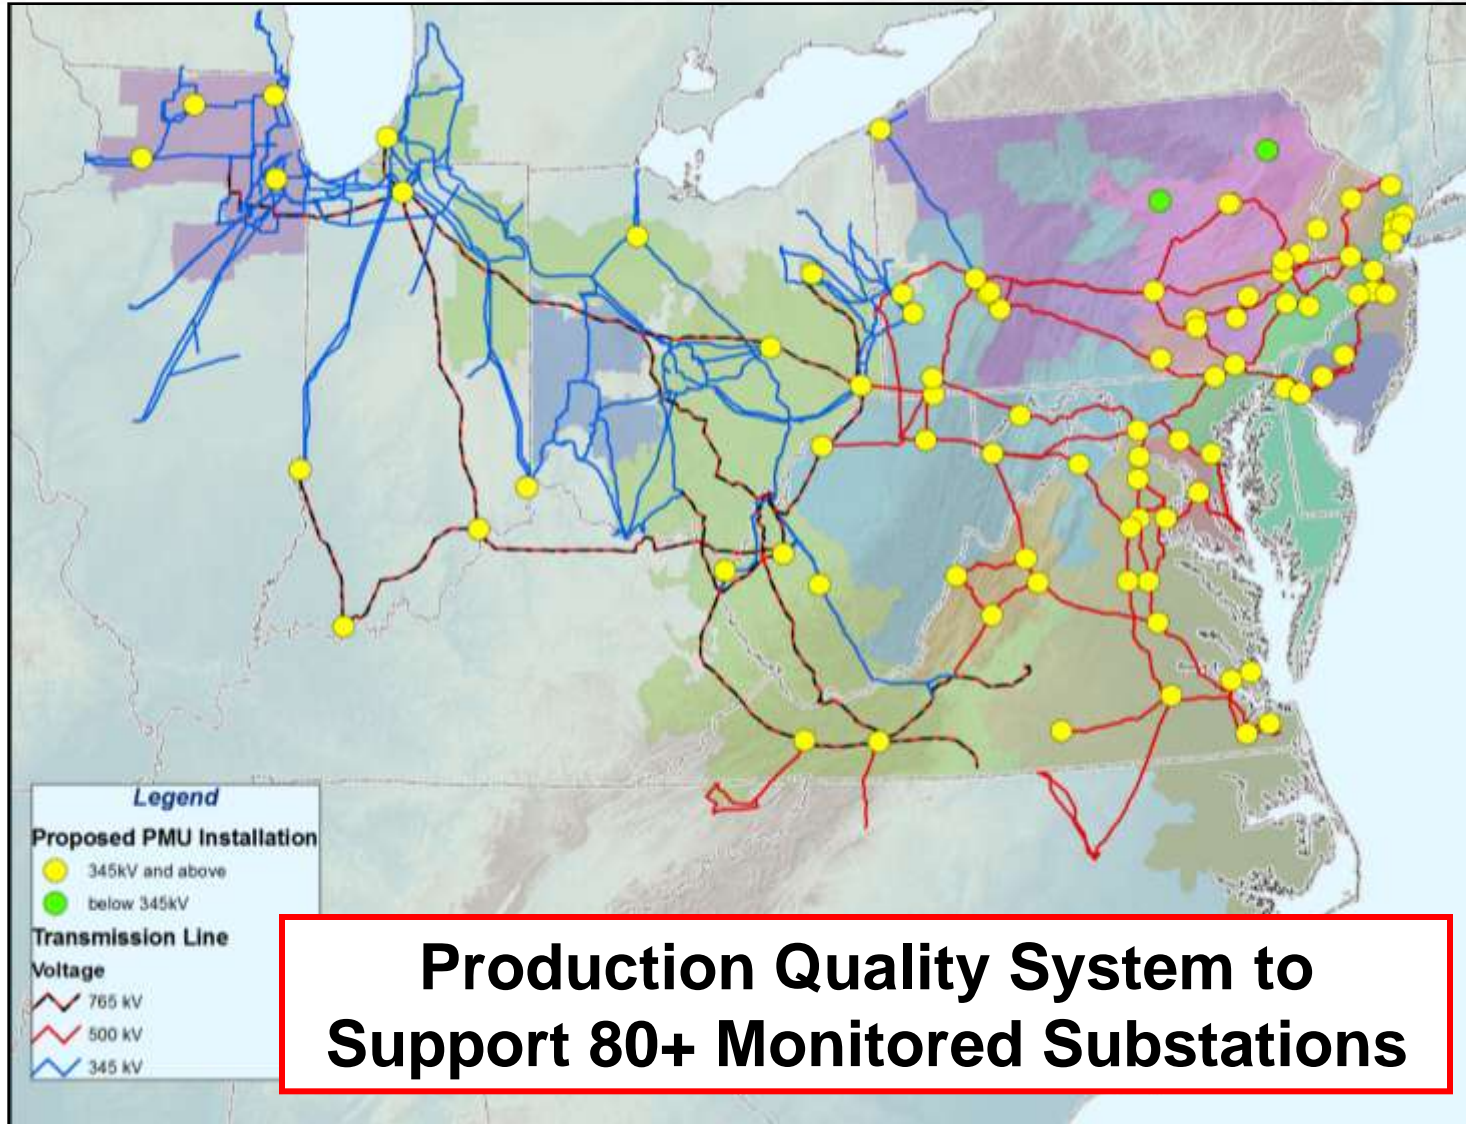 Legend
Proposed PMU Installation
345kV and above
below 345kV
Transmission Line
Voltage
765 kV
500 kV
345 kV
Production Quality System to
Support 80+ Monitored Substations